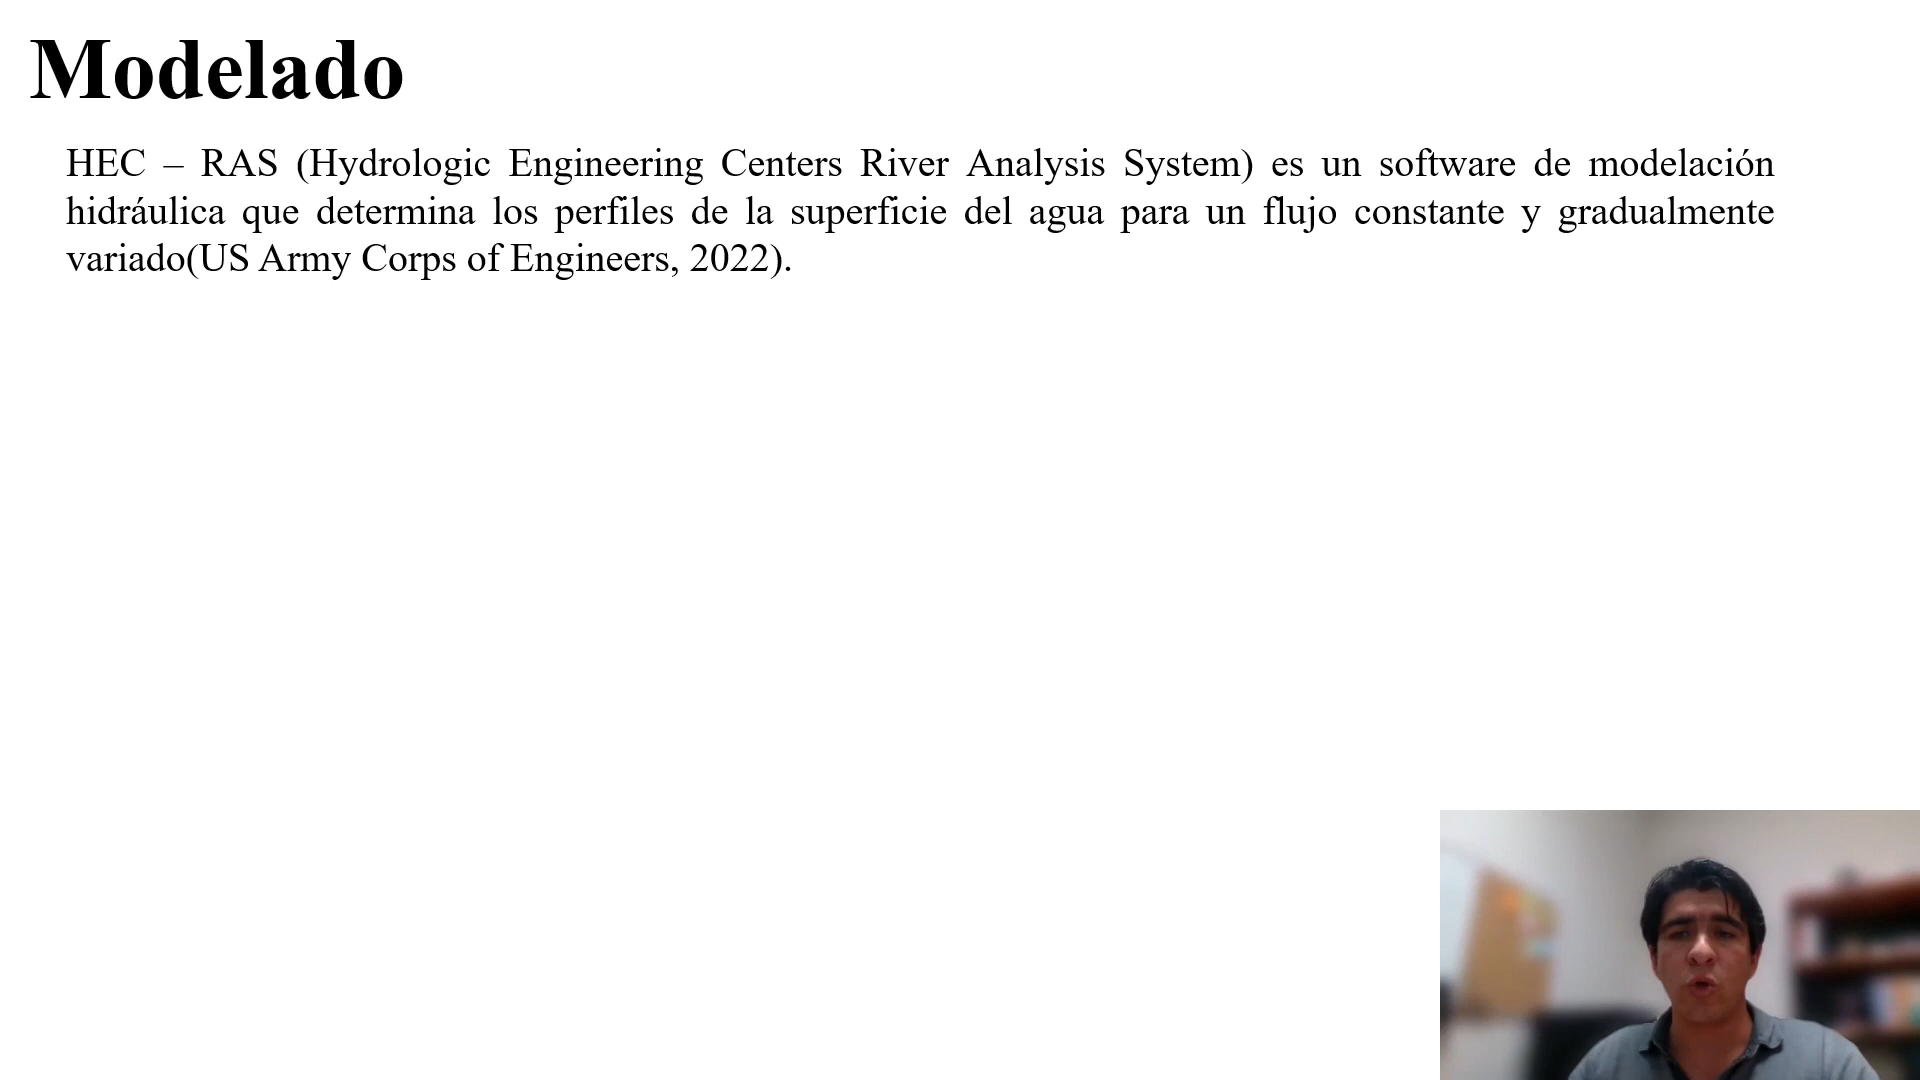 Modelado
HEC – RAS (Hydrologic Engineering Centers River Analysis System) es un software de modelación
hidráulica que determina los perfiles de la superficie del agua para un flujo constante y gradualmente
variado(US Army Corps of Engineers, 2022).